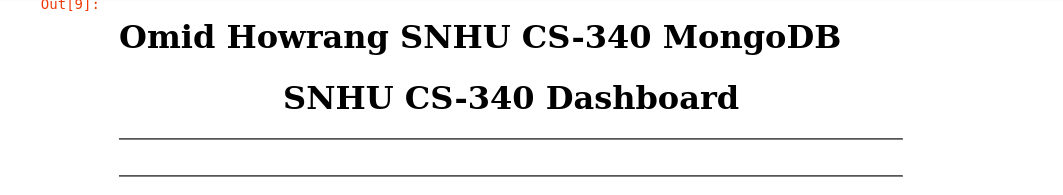 Out[9]:
Omid Howrang SNHU CS-340 MongoDB
SNHU CS-340 Dashboard